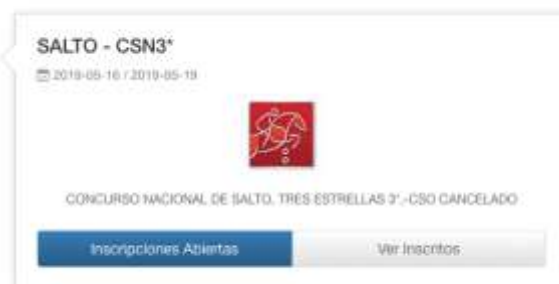 SALTO - CSN3*
2019-05-16 / 2019-05-19
CONCURSO NACIONAL DE SALTO, TRES ESTRELLAS 3*.-CSO CANCELADO
Inscripciones Abiertas
Ver Inscritos